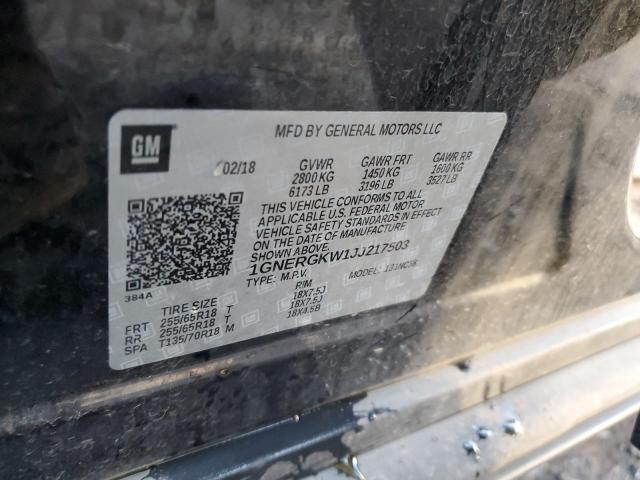 GM
MFD BY GENERAL MOTORS LLC
02/18 GVWR GAWR FRT GAWR RR
2800 KG 1450 KG 1600 KG
6173 LB 3196 LB 3527 LB
THIS VEHICLE CONFORMS TO ALL
APPLICABLE U.S. FEDERAL MOTOR
VEHICLE SAFETY STANDARDS IN EFFECT
ON THE DATE OF MANUFACTURE
SHOWN ABOVE.
1GNERGKW1JJ217503
TYPE: M.P.V. MODEL:
384A
TIRE SIZE RIM
FRT 255/65R18 T 18X7.5J
RR 255/65R18 T 18X7.5J
SPA T135/70R18 M 18X4.5B